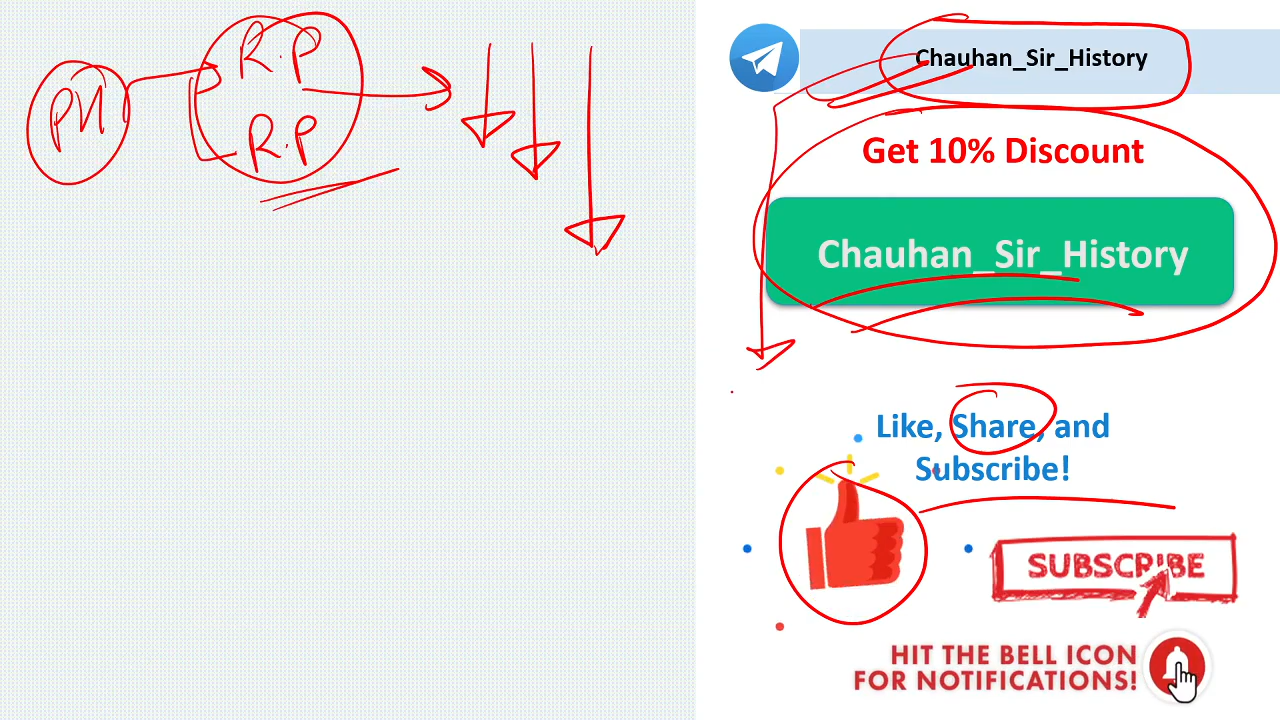 R.P
PM
R.P
Chauhan_Sir_History
Get 10% Discount
Chauhan_Sir_History
Like, Share, and
Subscribe!
SUBSCRIBE
HIT THE BELL ICON
FOR NOTIFICATIONS!